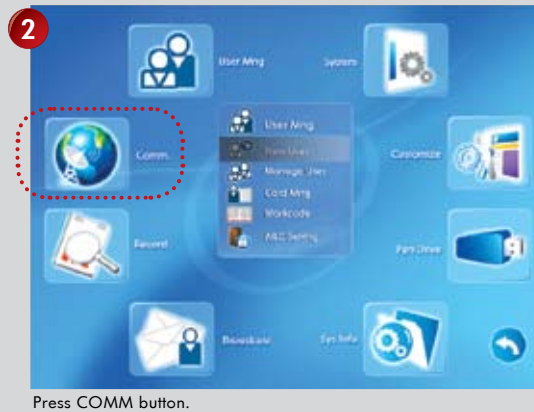 2
User Mng
System
Comm.
User Mng
New User
Manage User
Card Mng
Workcode
Customize
Record
Pen Drive
Broadcast
Sys Info
Press COMM button.